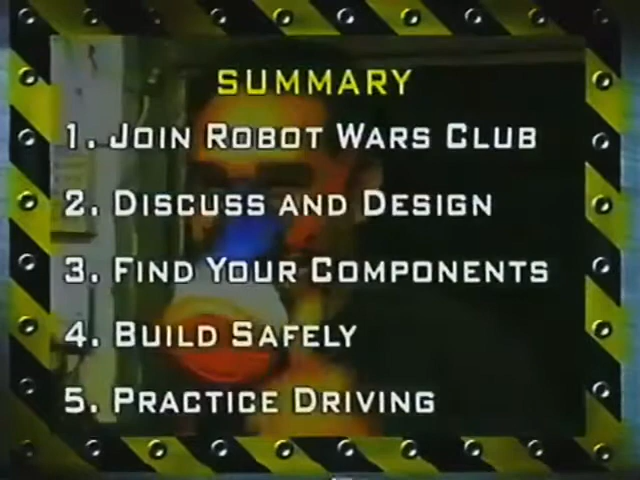 SUMMARY
1. JOIN ROBOT WARS CLUB
2. DISCUSS AND DESIGN
3. FIND YOUR COMPONENTS
4. BUILD SAFELY
5. PRACTICE DRIVING